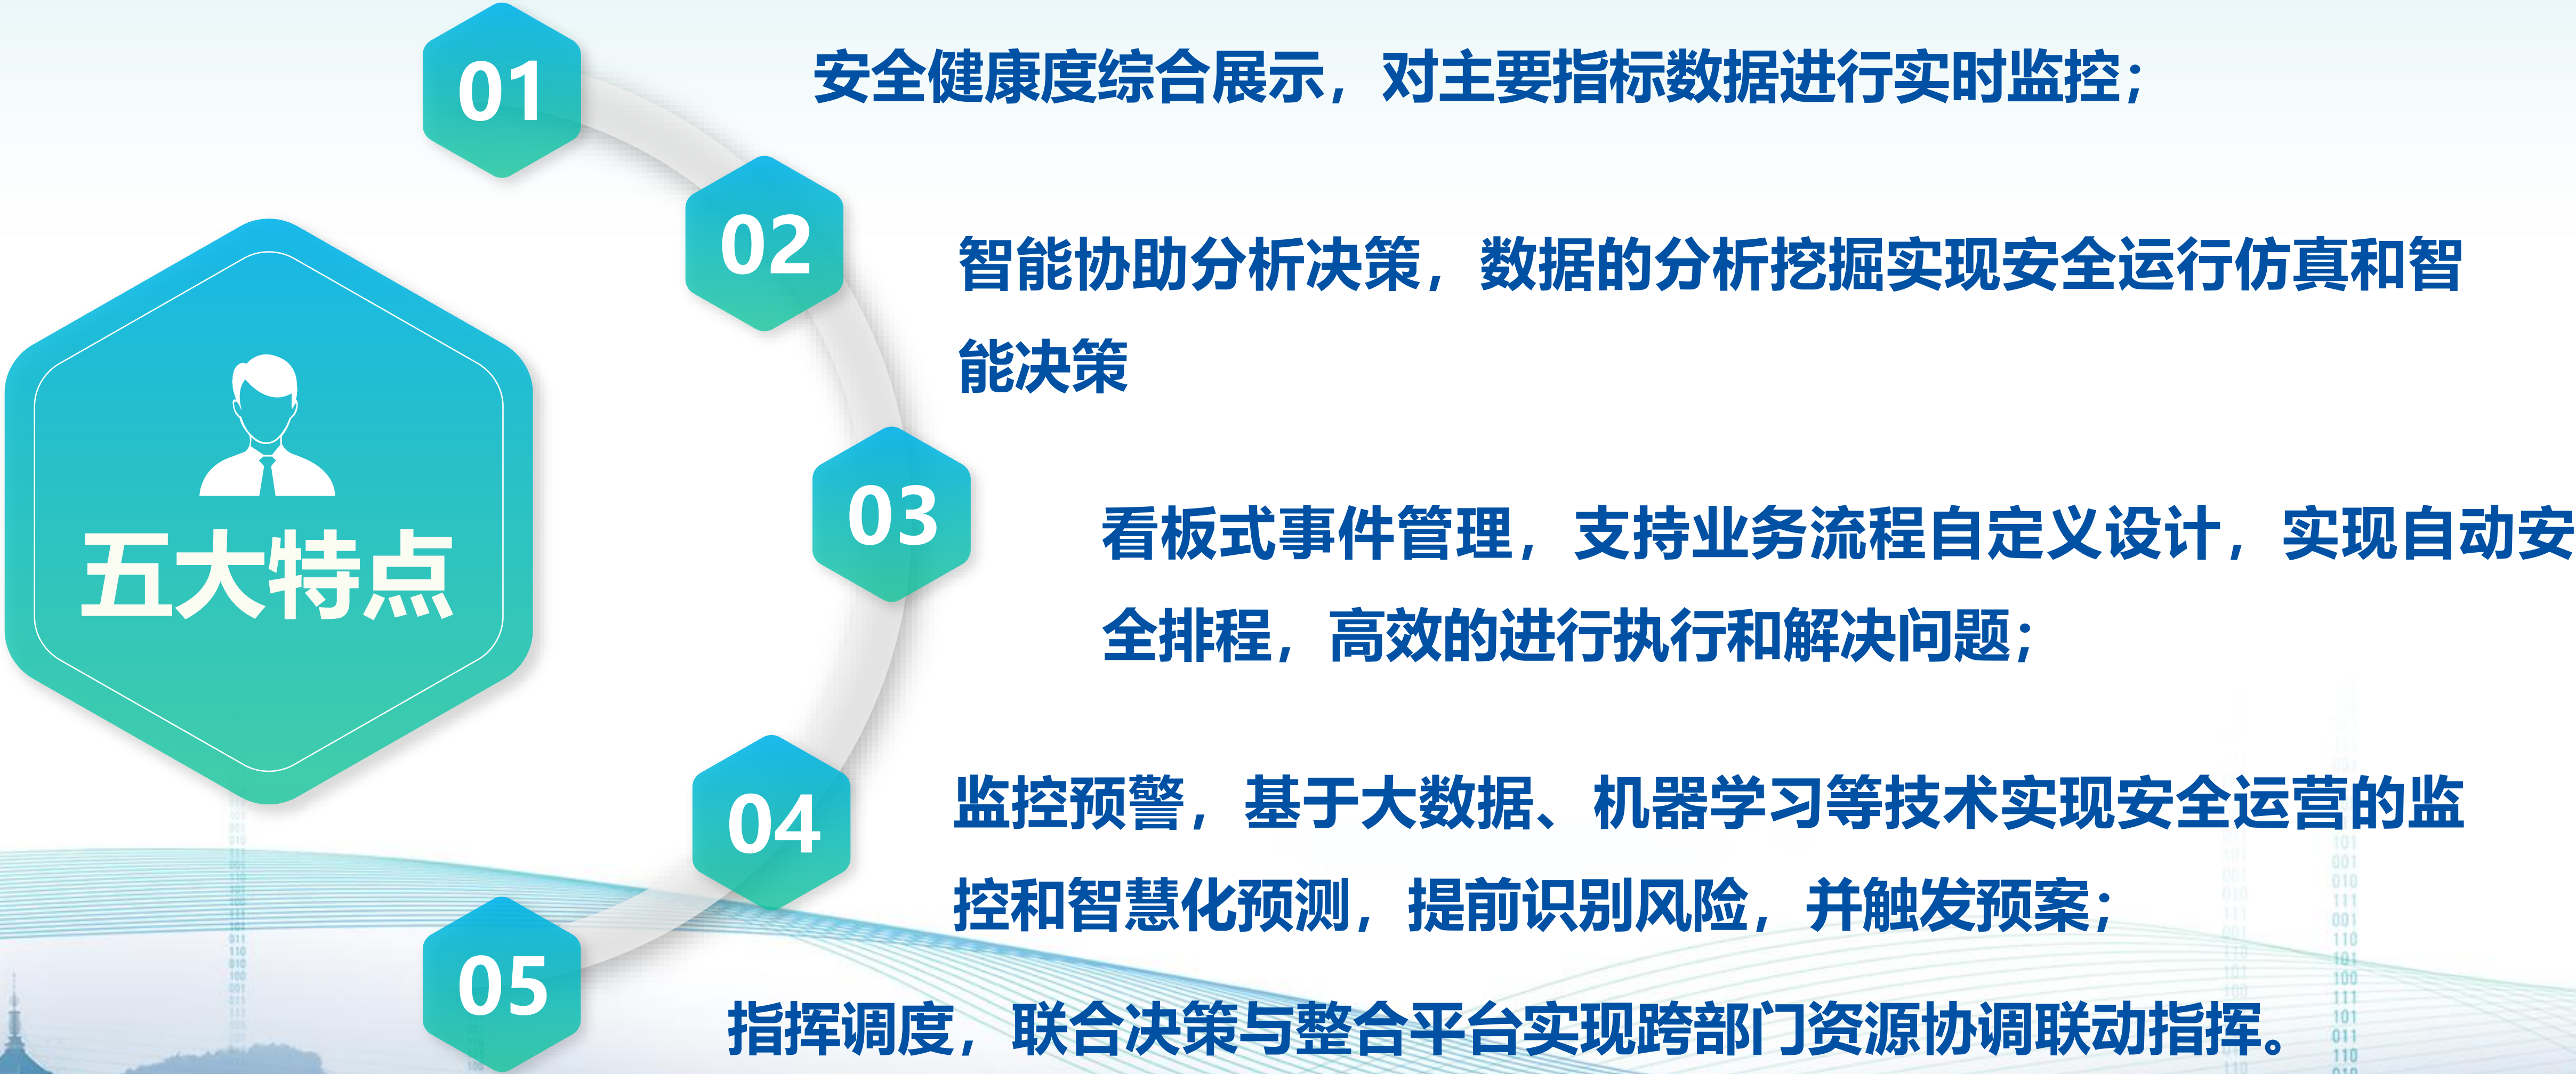 01
安全健康度综合展示，对主要指标数据进行实时监控；
02
智能协助分析决策，数据的分析挖掘实现安全运行仿真和智
能决策
五大特点
03
看板式事件管理，支持业务流程自定义设计，实现自动安
全排程，高效的进行执行和解决问题；
04
监控预警，基于大数据、机器学习等技术实现安全运营的监
控和智慧化预测，提前识别风险，并触发预案；
05
指挥调度，联合决策与整合平台实现跨部门资源协调联动指挥。